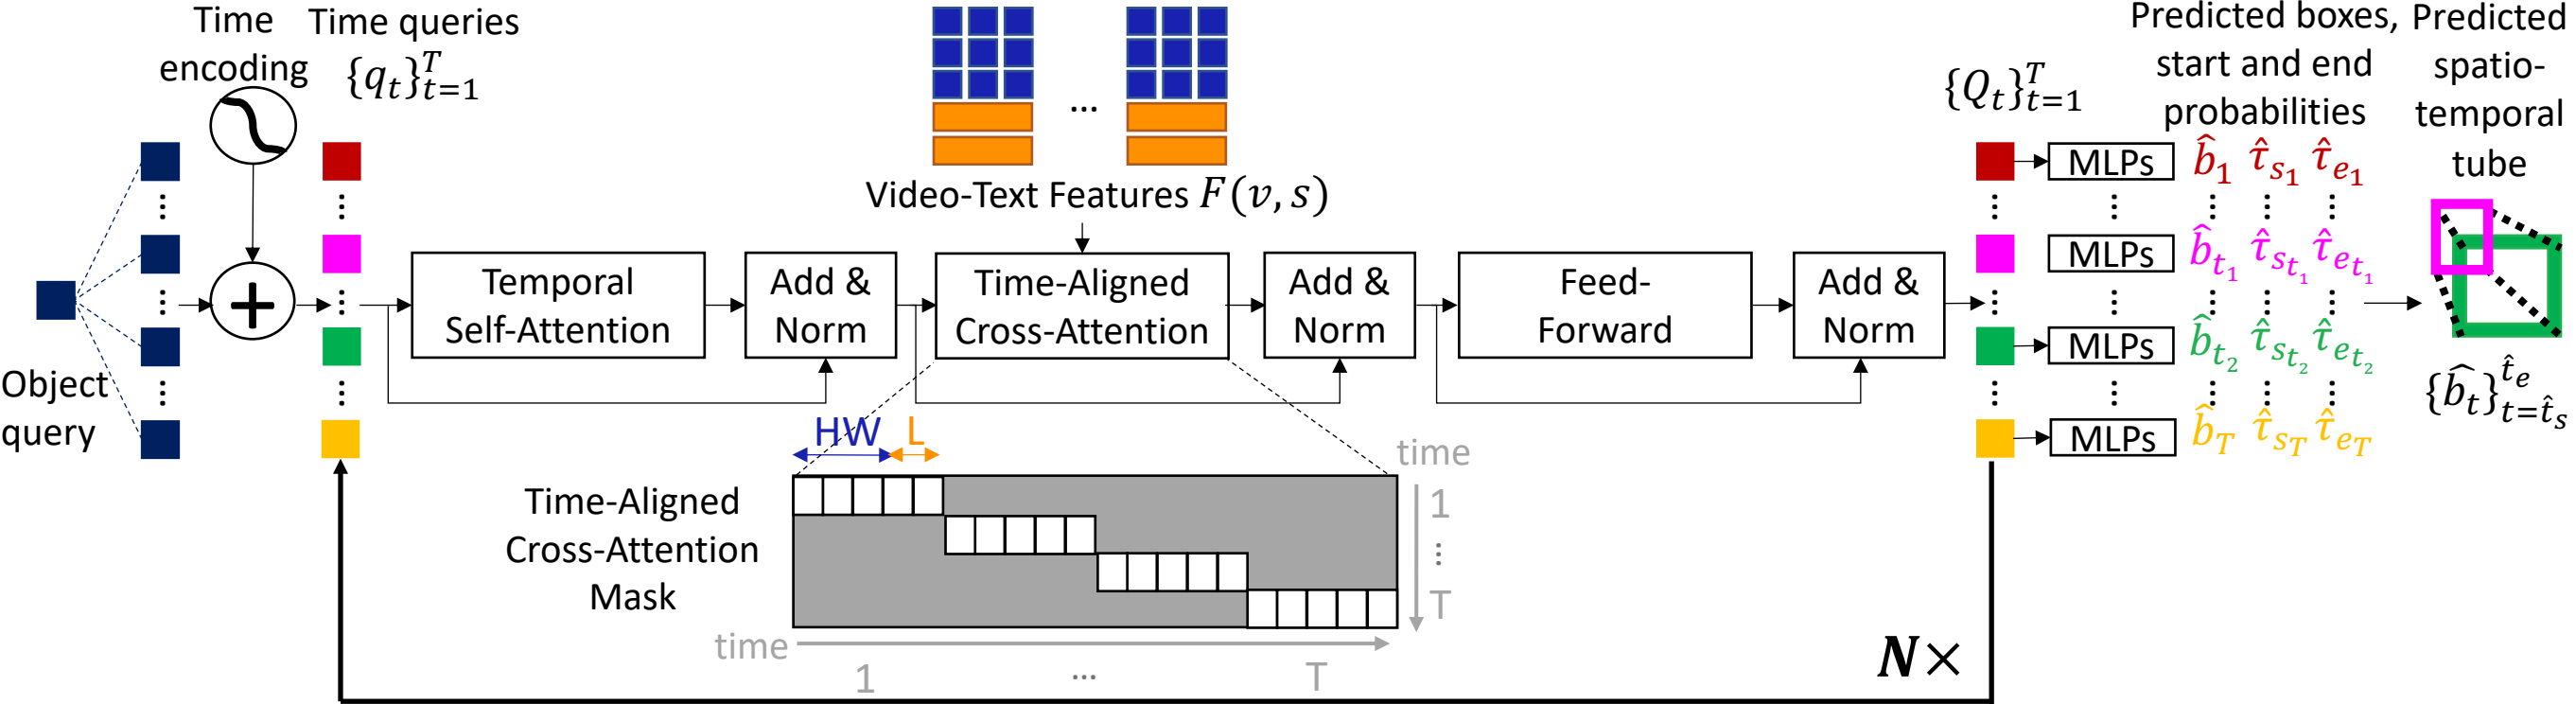 Time
encoding
Time queries
{q_t}_{t=1}^T
Object
query
+
...
Video-Text Features F(v, s)
Temporal
Self-Attention
Add &
Norm
Time-Aligned
Cross-Attention
Add &
Norm
Feed-
Forward
Add &
Norm
HW L
Time-Aligned
Cross-Attention
Mask
time
1
⋮
T
time
1 ... T
N×
{Q_t}_{t=1}^T
MLPs
MLPs
MLPs
MLPs
Predicted boxes,
start and end
probabilities
b̂_1 τ̂_{s_1} τ̂_{e_1}
b̂_{t_1} τ̂_{s_{t_1}} τ̂_{e_{t_1}}
b̂_{t_2} τ̂_{s_{t_2}} τ̂_{e_{t_2}}
b̂_T τ̂_{s_T} τ̂_{e_T}
Predicted
spatio-
temporal
tube
{b̂_t}_{t=t̂_s}^{t̂_e}